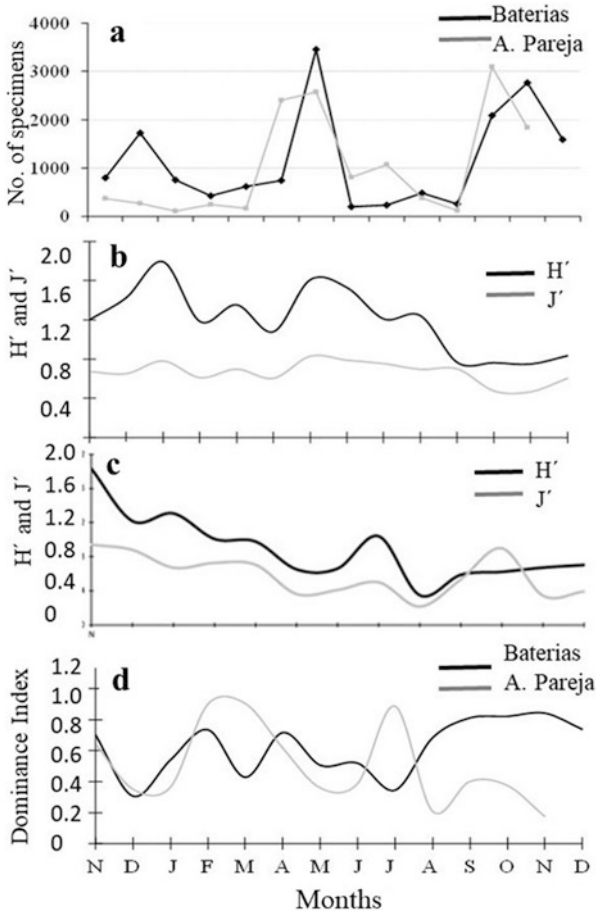 a
Baterias
A. Pareja
No. of specimens
4000
3000
2000
1000
0
b
H´
J´
H´ and J´
2.0
1.6
1.2
0.8
0.4
c
H´
J´
H´ and J´
2.0
1.6
1.2
0.8
0.4
0
N
d
Baterias
A. Pareja
Dominance Index
1.2
1.0
0.8
0.6
0.4
0.2
0
N D J F M A M J J A S O N D
Months